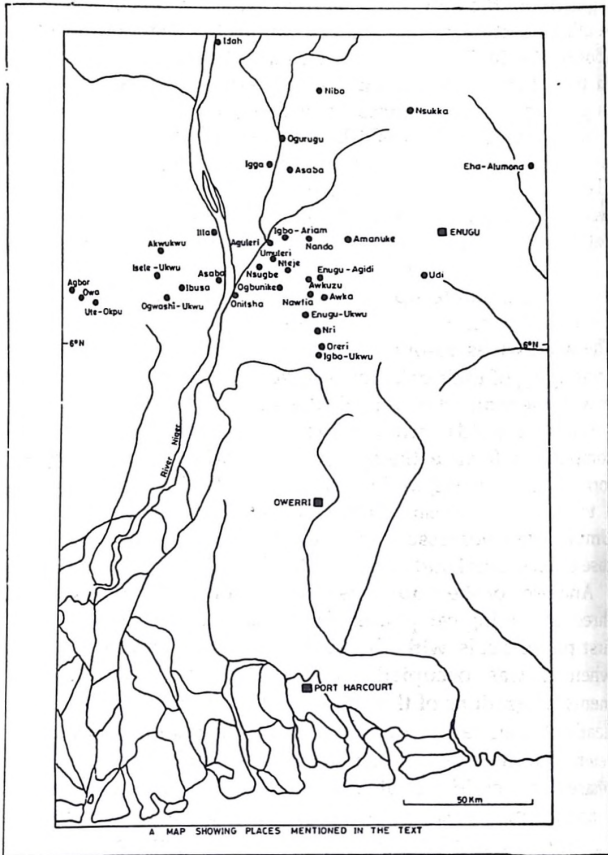 Idah
Nibo
Nsukka
Ogurugu
Igga
Asaba
Eha-Alumona
Illa
Igbo-Ariam
Aguleri
Nando
Amanuke
ENUGU
Akwukwu
Umuleri
Nteje
Isele-Ukwu
Asaba
Nsugbe
Enugu-Agidi
Udi
Agbor
Ibusa
Ogbunike
Awkuzu
Owa
Ogwashi-Ukwu
Onitsha
Nawfia
Awka
Ute-Okpu
Enugu-Ukwu
Nri
6°N
6°N
Oreri
Igbo-Ukwu
River Niger
OWERRI
PORT HARCOURT
50 Km
A MAP SHOWING PLACES MENTIONED IN THE TEXT